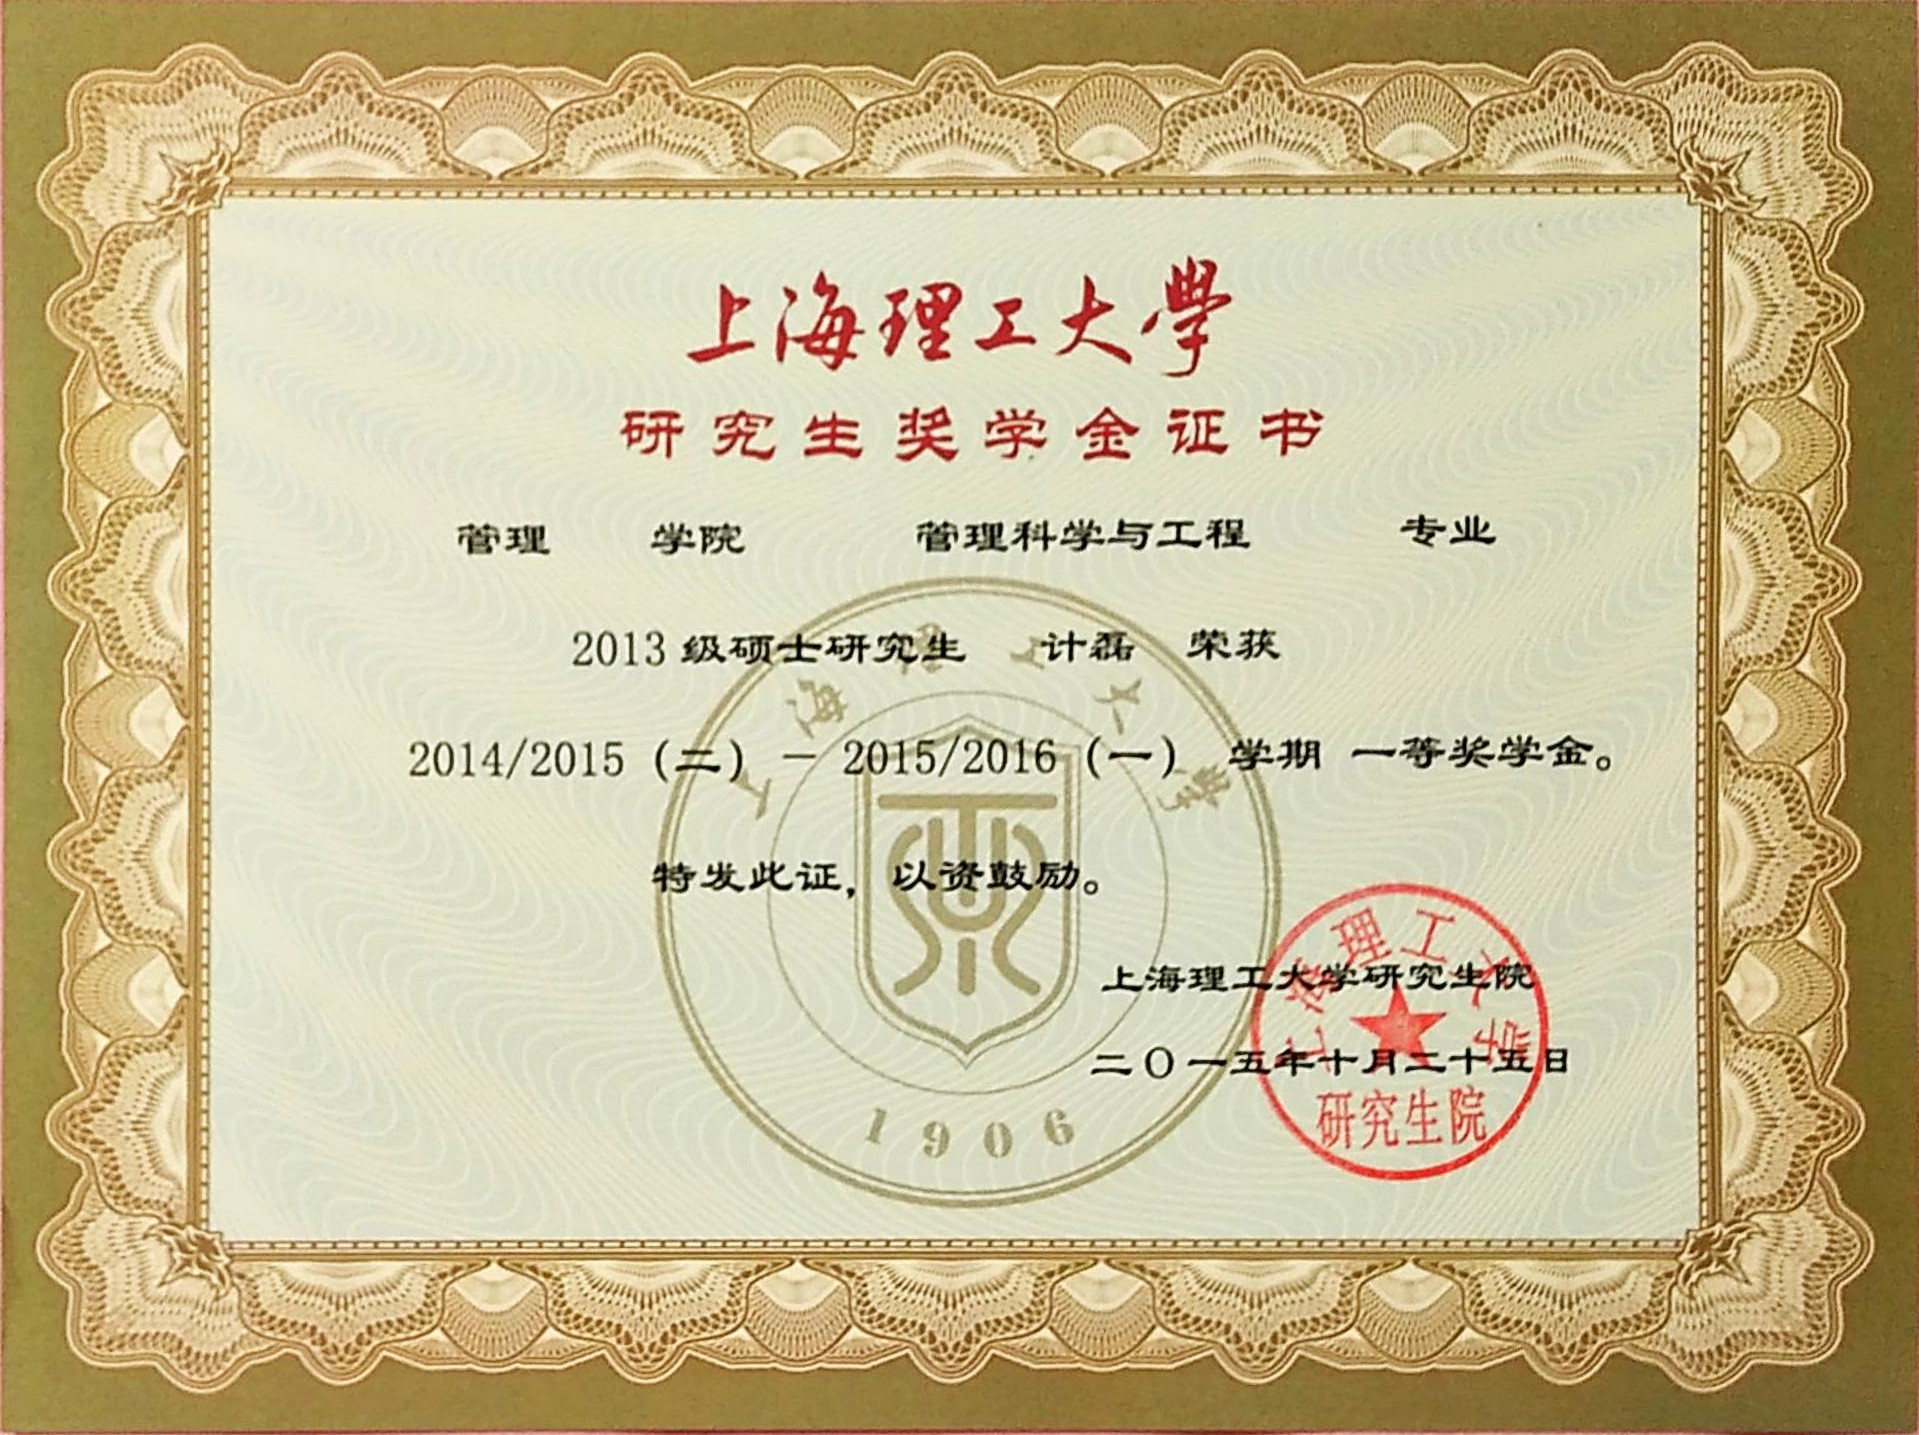 上海理工大學
研究生奖学金证书
管理 学院 管理科学与工程 专业
2013 级硕士研究生 计磊 荣获
2014/2015（二）－ 2015/2016（一） 学期 一等奖学金。
特发此证，以资鼓励。
上海理工大学研究生院
二〇一五年十月二十五日
上海理工大学
研究生院
上海理工大学
1906